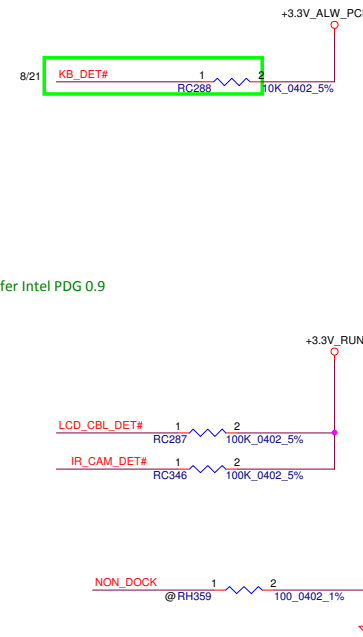 +3.3V_ALW_PC
8/21 KB_DET# 1 2
RC288 10K_0402_5%
fer Intel PDG 0.9
+3.3V_RUN
LCD_CBL_DET# 1 2
RC287 100K_0402_5%
IR_CAM_DET# 1 2
RC346 100K_0402_5%
NON_DOCK 1 2
@RH359 100_0402_1%